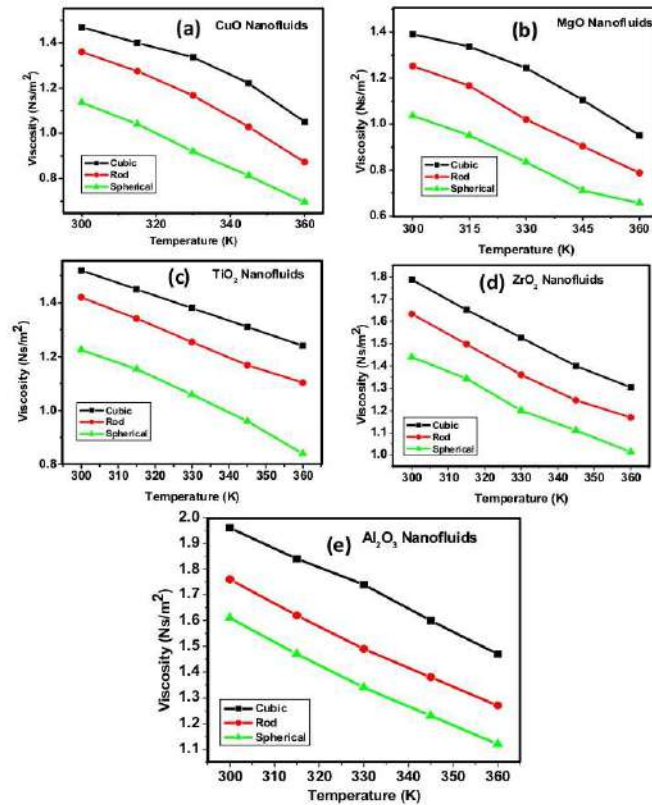 (a) CuO Nanofluids
Viscosity (Ns/m²)
1.4
1.2
1.0
0.8
Cubic
Rod
Spherical
300 310 320 330 340 350 360
Temperature (K)
(b) MgO Nanofluids
Viscosity (Ns/m²)
1.4
1.2
1.0
0.8
0.6
Cubic
Rod
Spherical
300 315 330 345 360
Temperature (K)
(c) TiO₂ Nanofluids
Viscosity (Ns/m²)
1.4
1.2
1.0
0.8
Cubic
Rod
Spherical
300 310 320 330 340 350 360
Temperature (K)
(d) ZrO₂ Nanofluids
Viscosity (Ns/m²)
1.8
1.7
1.6
1.5
1.4
1.3
1.2
1.1
1.0
Cubic
Rod
Spherical
300 310 320 330 340 350 360
Temperature (K)
(e) Al₂O₃ Nanofluids
Viscosity (Ns/m²)
2.0
1.9
1.8
1.7
1.6
1.5
1.4
1.3
1.2
1.1
Cubic
Rod
Spherical
300 310 320 330 340 350 360
Temperature (K)